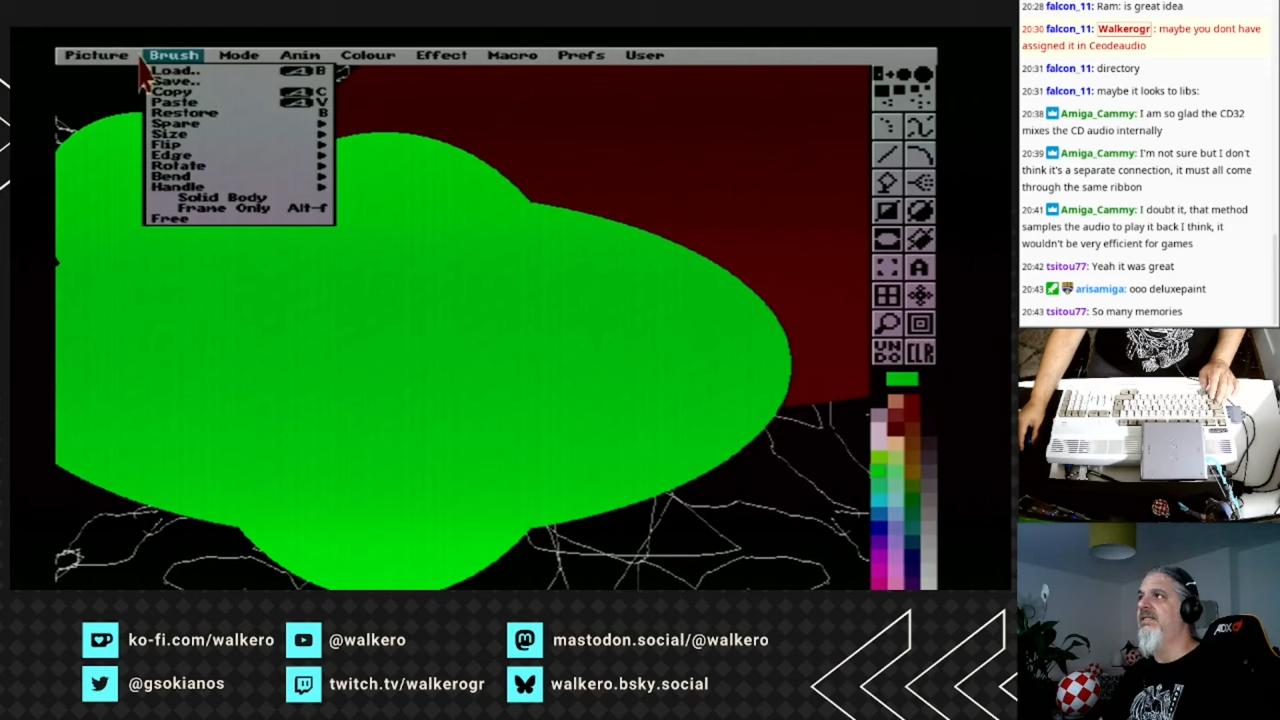 Picture Brush Mode Anim Colour Effect Macro Prefs User
Load.. B
Save..
Copy C
Paste V
Restore B
Spare
Size
Flip
Edge
Rotate
Bend
Handle
Solid Body
Frame Only Alt-f
Free
A
UN
DO
CLR
20:28 falcon_11: Ram: is great idea
20:30 falcon_11: Walkerogr : maybe you dont have
assigned it in Ceodeaudio
20:31 falcon_11: directory
20:31 falcon_11: maybe it looks to libs:
20:38 Amiga_Cammy: I am so glad the CD32
mixes the CD audio internally
20:39 Amiga_Cammy: I'm not sure but I don't
think it's a separate connection, it must all come
through the same ribbon
20:41 Amiga_Cammy: I doubt it, that method
samples the audio to play it back I think, it
wouldn't be very efficient for games
20:42 tsitou77: Yeah it was great
20:43 arisamiga: ooo deluxepaint
20:43 tsitou77: So many memories
ADX
ko-fi.com/walkero
@walkero
mastodon.social/@walkero
@gsokianos
twitch.tv/walkerogr
walkero.bsky.social